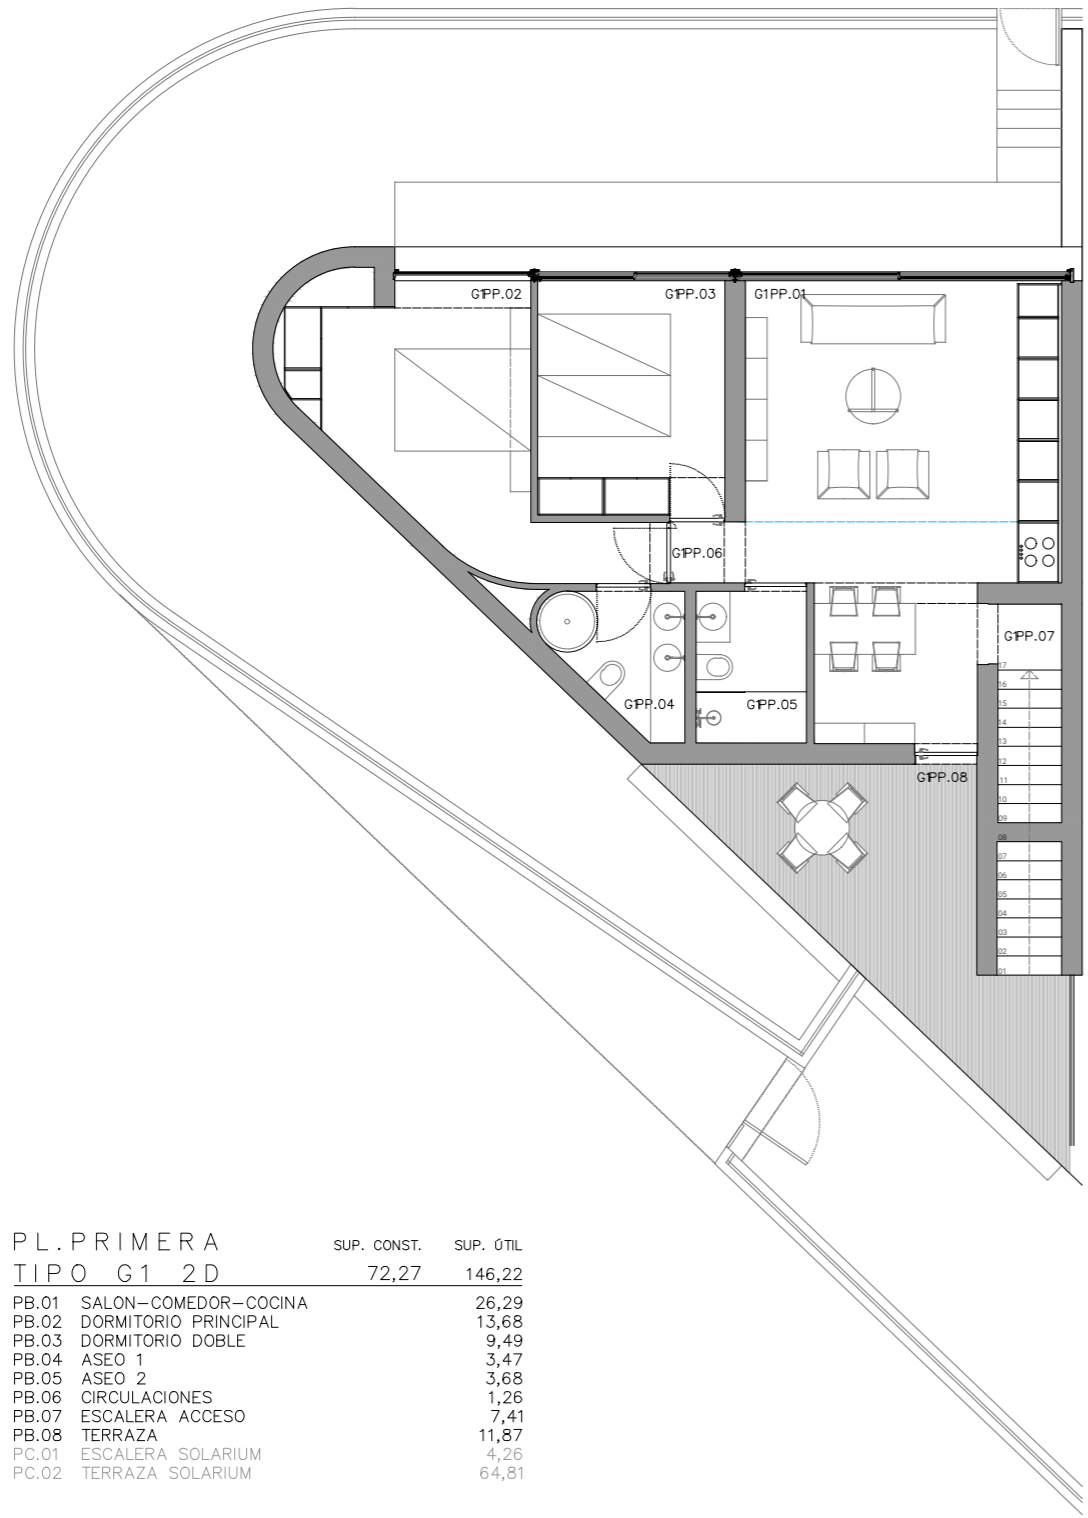 G1PP.02
G1PP.03
G1PP.01
G1PP.06
G1PP.07
G1PP.04
G1PP.05
G1PP.08
17
16
15
14
13
12
11
10
09
08
07
06
05
04
03
02
01
PL.PRIMERA SUP. CONST. SUP. ÚTIL
TIPO G1 2D 72,27 146,22
PB.01 SALON-COMEDOR-COCINA 26,29
PB.02 DORMITORIO PRINCIPAL 13,68
PB.03 DORMITORIO DOBLE 9,49
PB.04 ASEO 1 3,47
PB.05 ASEO 2 3,68
PB.06 CIRCULACIONES 1,26
PB.07 ESCALERA ACCESO 7,41
PB.08 TERRAZA 11,87
PC.01 ESCALERA SOLARIUM 4,26
PC.02 TERRAZA SOLARIUM 64,81